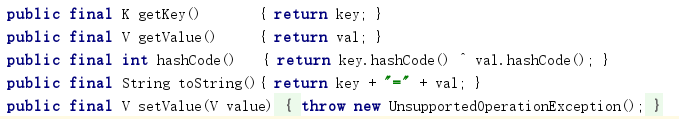 public final K getKey()       { return key; }
public final V getValue()     { return val; }
public final int hashCode()   { return key.hashCode() ^ val.hashCode(); }
public final String toString(){ return key + "=" + val; }
public final V setValue(V value) { throw new UnsupportedOperationException(); }